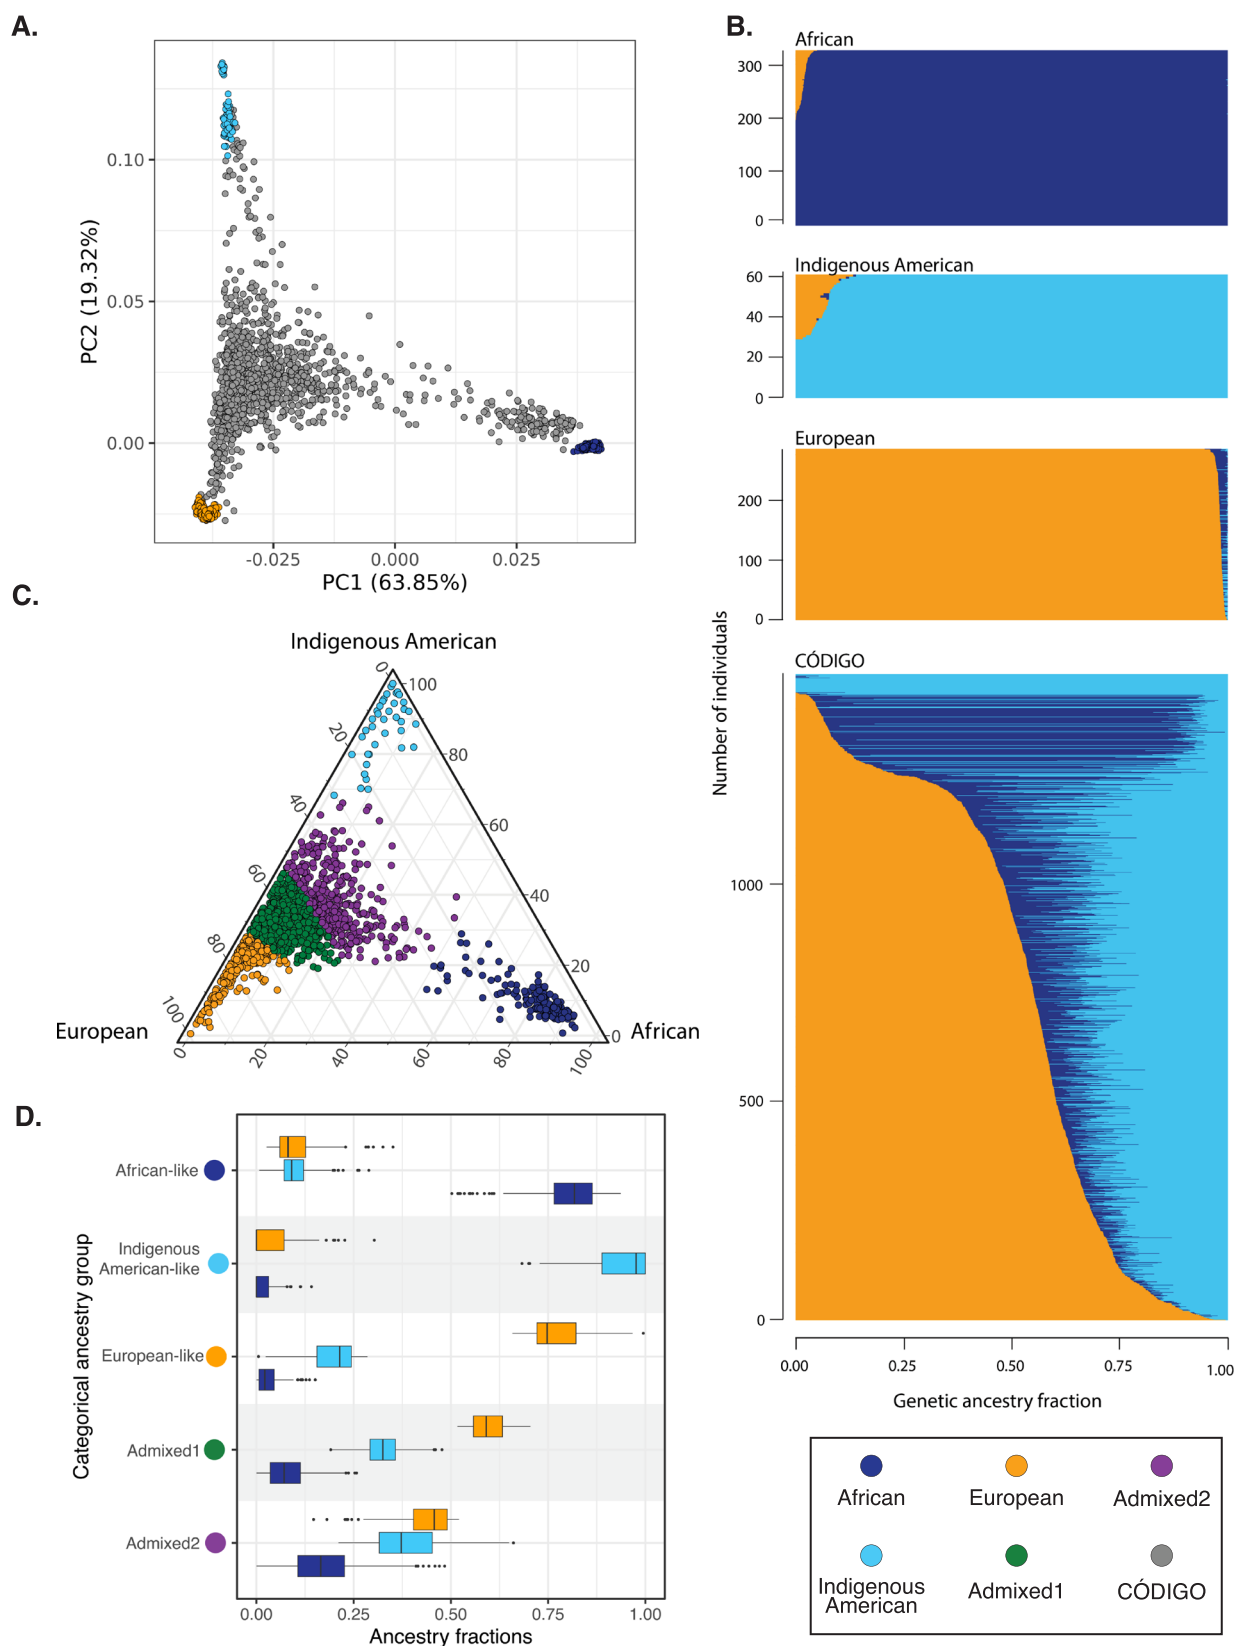 A.
PC2 (19.32%)
0.10
0.05
0.00
-0.025
0.000
0.025
PC1 (63.85%)
B.
Number of individuals
African
300
200
100
0
Indigenous American
60
40
20
0
European
200
100
0
CÓDIGO
1000
500
0
0.00
0.25
0.50
0.75
1.00
Genetic ancestry fraction
African
European
Admixed2
Indigenous
American
Admixed1
CÓDIGO
C.
Indigenous American
0
20
40
60
80
100
100
80
60
40
20
0
European
African
0
20
40
60
80
100
D.
Categorical ancestry group
African-like
Indigenous
American-like
European-like
Admixed1
Admixed2
0.00
0.25
0.50
0.75
1.00
Ancestry fractions